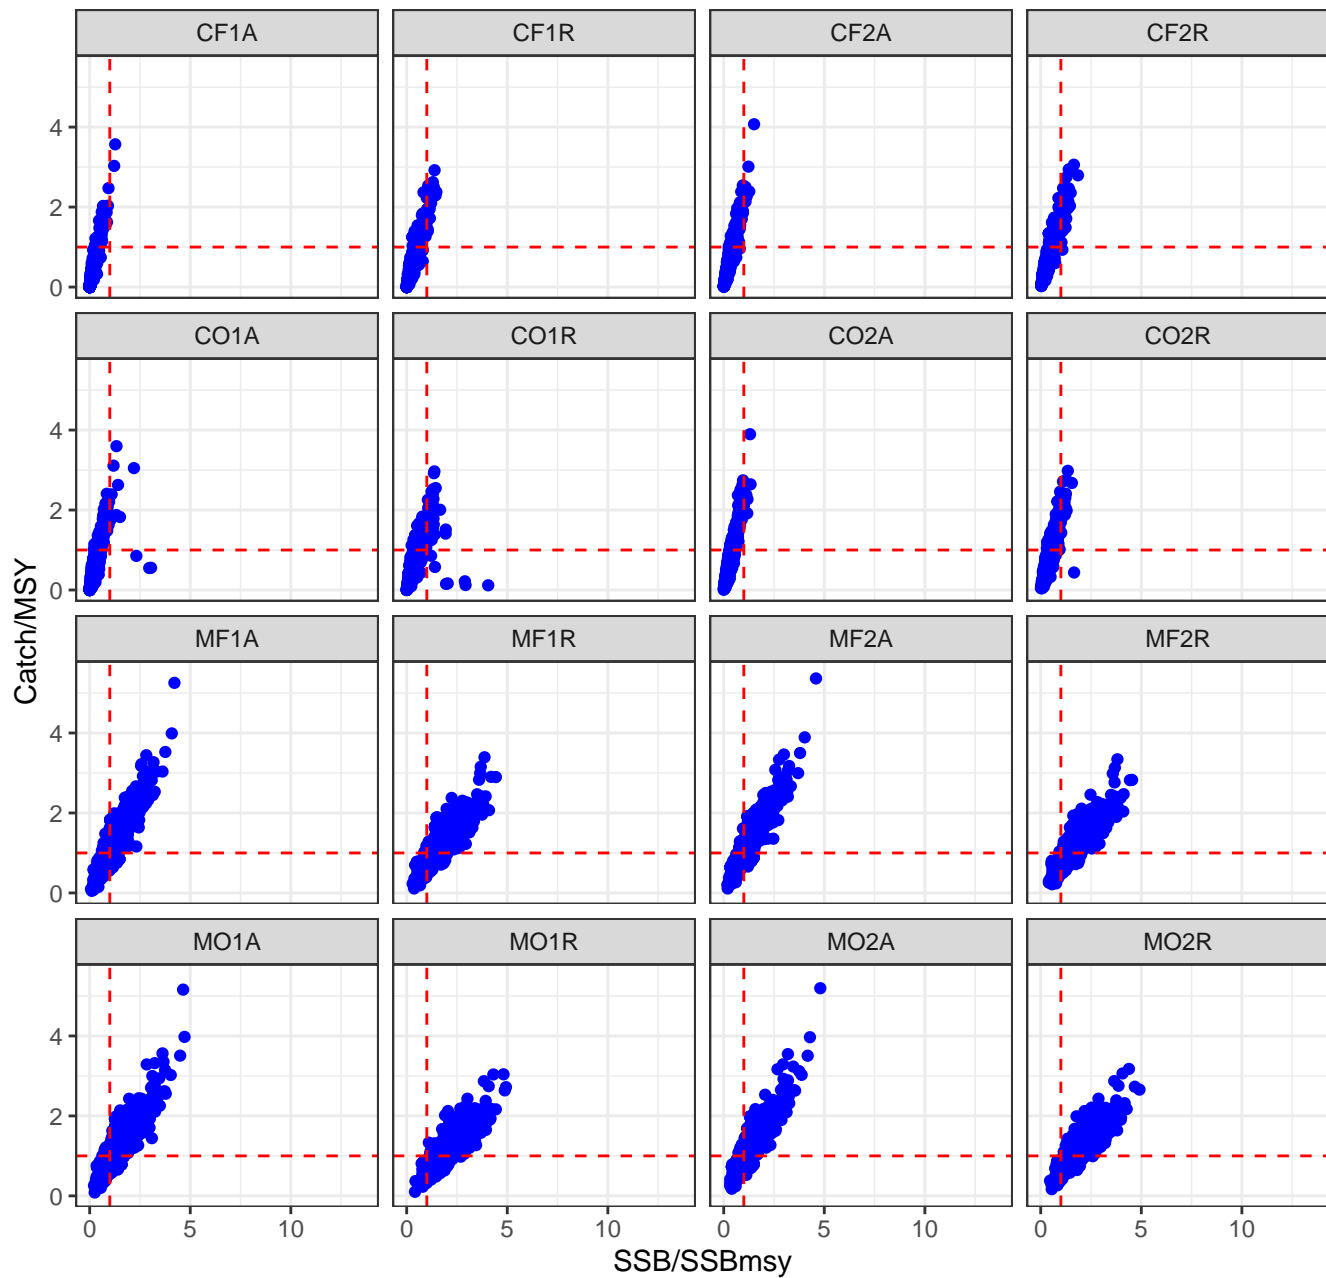 CF1A CF1R CF2A CF2R
4
2
0
CO1A CO1R CO2A CO2R
4
2
0
MF1A MF1R MF2A MF2R
4
2
0
MO1A MO1R MO2A MO2R
4
2
0
0 5 10 0 5 10 0 5 10 0 5 10
SSB/SSBmsy
Catch/MSY